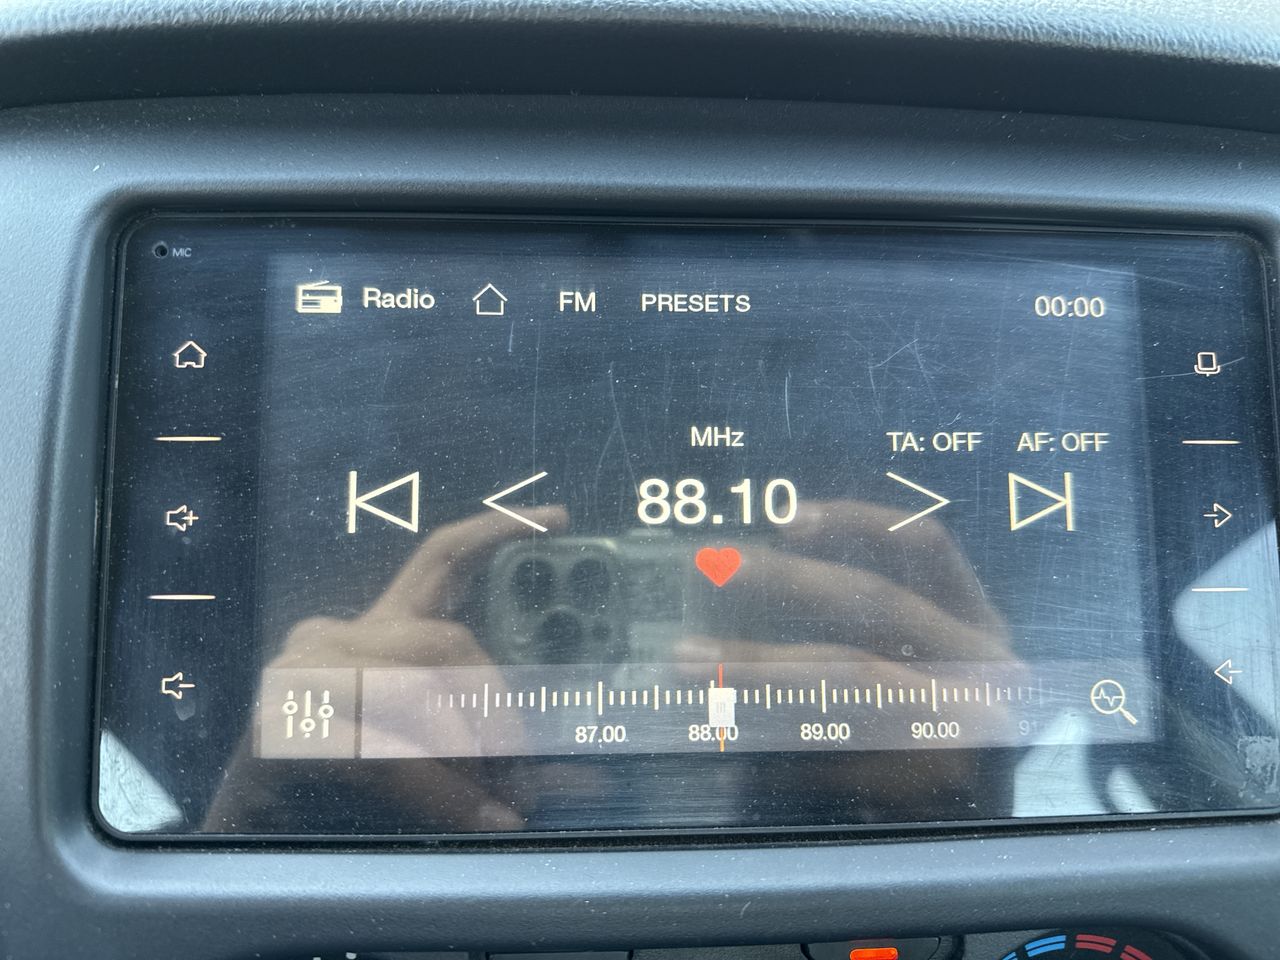 MIC
Radio FM PRESETS 00:00
MHz
TA: OFF AF: OFF
88.10
87.00 88.00 89.00 90.00 91